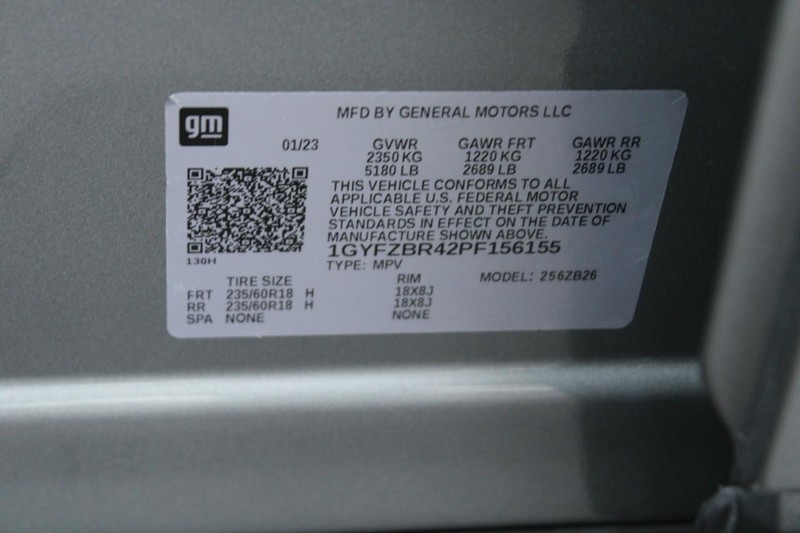 gm
MFD BY GENERAL MOTORS LLC
01/23 GVWR GAWR FRT GAWR RR
2350 KG 1220 KG 1220 KG
5180 LB 2689 LB 2689 LB
THIS VEHICLE CONFORMS TO ALL
APPLICABLE U.S. FEDERAL MOTOR
VEHICLE SAFETY AND THEFT PREVENTION
STANDARDS IN EFFECT ON THE DATE OF
MANUFACTURE SHOWN ABOVE.
1GYFZBR42PF156155
130H
TYPE: MPV
MODEL: 256ZB26
TIRE SIZE RIM
FRT 235/60R18 H 18X8J
RR 235/60R18 H 18X8J
SPA NONE NONE